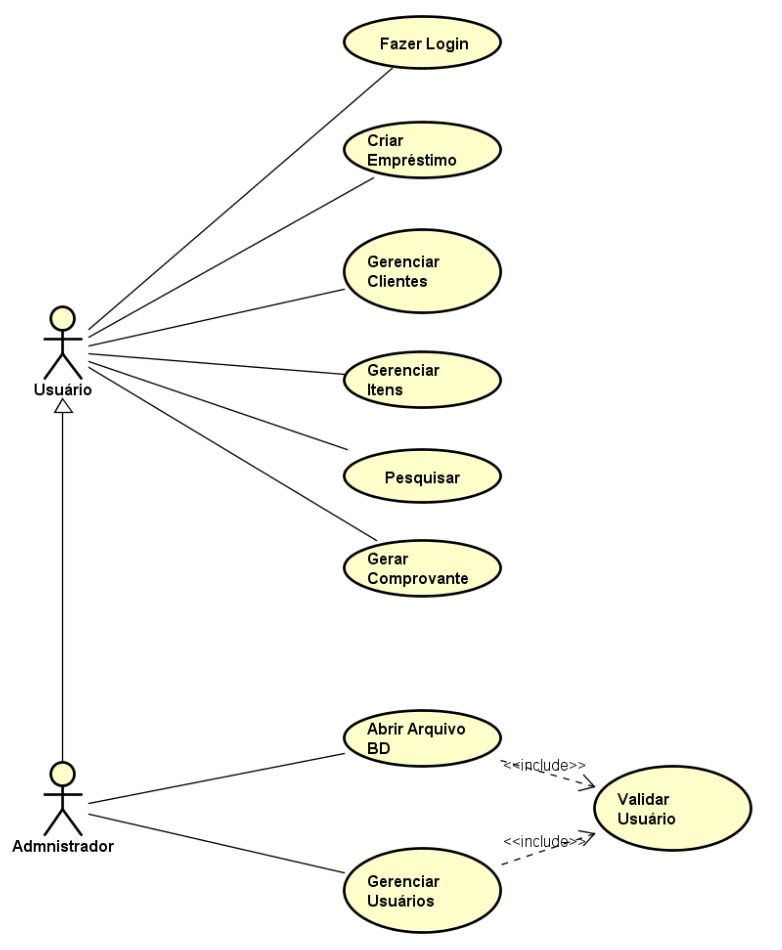 Fazer Login
Criar
Empréstimo
Gerenciar
Clientes
Usuário
Gerenciar
Itens
Pesquisar
Gerar
Comprovante
Abrir Arquivo
BD
<<include>>
Validar
Usuário
Admnistrador
<<include>>
Gerenciar
Usuários